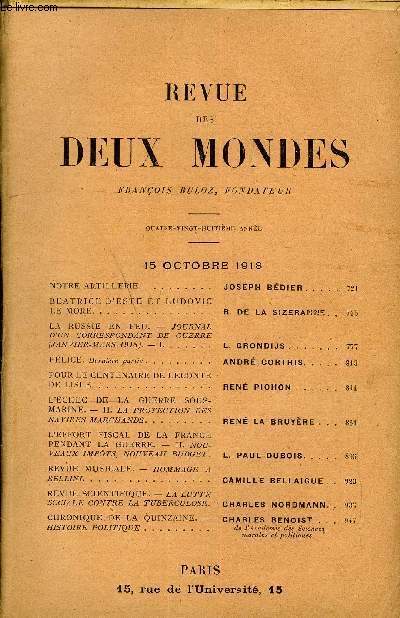 REVUE
DES
DEUX MONDES
FRANÇOIS BULOZ, FONDATEUR
QUATRE-VINGT-HUITIÈME ANNÉE
15 OCTOBRE 1918
NOTRE ARTILLERIE . . . . . . . . JOSEPH BÉDIER . . . . . 721
BEATRICE D'ESTE ET LUDOVIC
LE MORE. . . . . . . . . . . . R. DE LA SIZERANNE . .
LA RUSSIE EN FEU. — JOURNAL
D'UN CORRESPONDANT DE GUERRE
(JANVIER-MARS 1918). — I. . . . . L. GRONDIJS . . . . .
FÉLICE. Dernière partie . . . . . . . ANDRÉ CORTHIS. . . . . 813
POUR LE CENTENAIRE DE LECONTE
DE LISLE . . . . . . . . . . . . RENÉ PICHON . . . . . 844
L'ÉCHEC DE LA GUERRE SOUS-
MARINE. — II. LA PROTECTION DES
NAVIRES MARCHANDS. . . . . . . RENÉ LA BRUYÈRE . . .
L'EFFORT FISCAL DE LA FRANCE
PENDANT LA GUERRE. — I. NOU-
VEAUX IMPÔTS, NOUVEAU BUDGET. L. PAUL DUBOIS. . . . .
REVUE MUSICALE. — HOMMAGE A
BELLINI. . . . . . . . . . . . . CAMILLE BELLAIGUE . .
REVUE SCIENTIFIQUE. — LA LUTTE
SOCIALE CONTRE LA TUBERCULOSE. CHARLES NORDMANN. .
CHRONIQUE DE LA QUINZAINE.
HISTOIRE POLITIQUE . . . . . . . CHARLES BENOIST . . .
de l'Académie des Sciences
morales et politiques
PARIS
15, rue de l'Université, 15